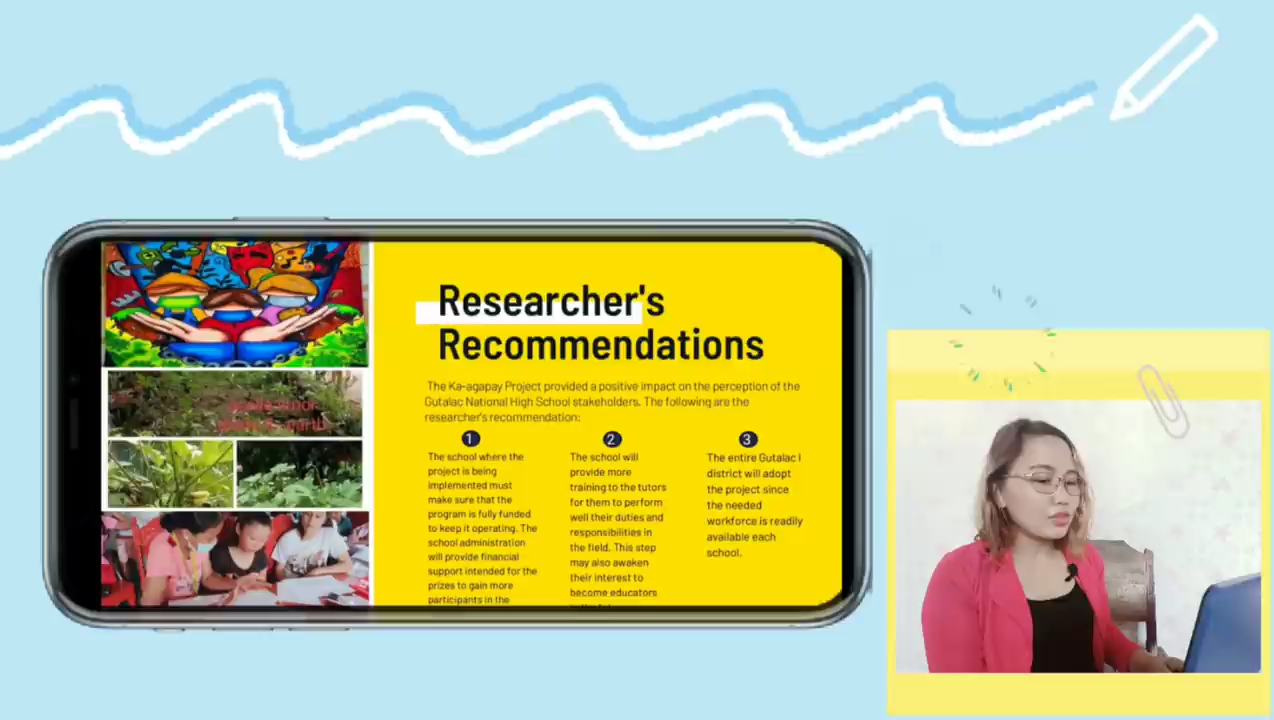 Researcher's
Recommendations
The Ka-agapay Project provided a positive impact on the perception of the
Gutalac National High School stakeholders. The following are the
researcher's recommendation:
1
The school where the
project is being
implemented must
make sure that the
program is fully funded
to keep it operating. The
school administration
will provide financial
support intended for the
prizes to gain more
participants in the
2
The school will
provide more
training to the tutors
for them to perform
well their duties and
responsibilities in
the field. This step
may also awaken
their interest to
become educators
3
The entire Gutalac I
district will adopt
the project since
the needed
workforce is readily
available each
school.